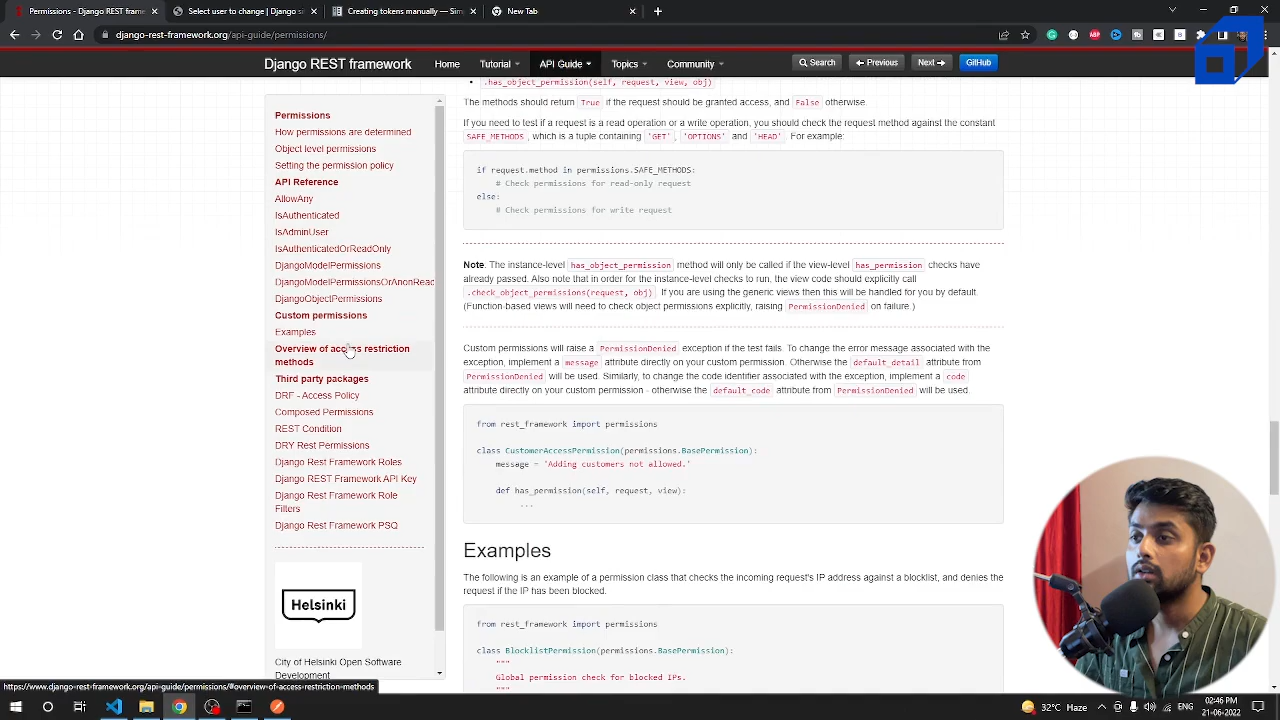 Permissions - Django REST frame
Select user to change | Django s
Creating tokens manually — Sim
New Tab
django-rest-framework.org/api-guide/permissions/
Django REST framework
Home
Tutorial
API Guide
Topics
Community
Search
Previous
Next
GitHub
Permissions
How permissions are determined
Object level permissions
Setting the permission policy
API Reference
AllowAny
IsAuthenticated
IsAdminUser
IsAuthenticatedOrReadOnly
DjangoModelPermissions
DjangoModelPermissionsOrAnonReadO
DjangoObjectPermissions
Custom permissions
Examples
Overview of access restriction
methods
Third party packages
DRF - Access Policy
Composed Permissions
REST Condition
DRY Rest Permissions
Django Rest Framework Roles
Django REST Framework API Key
Django Rest Framework Role
Filters
Django Rest Framework PSQ
Helsinki
City of Helsinki Open Software
Development
.has_object_permission(self, request, view, obj)
The methods should return True if the request should be granted access, and False otherwise.
If you need to test if a request is a read operation or a write operation, you should check the request method against the constant
SAFE_METHODS, which is a tuple containing 'GET', 'OPTIONS' and 'HEAD'. For example:
if request.method in permissions.SAFE_METHODS:
# Check permissions for read-only request
else:
# Check permissions for write request
Note: The instance-level has_object_permission method will only be called if the view-level has_permission checks have
already passed. Also note that in order for the instance-level checks to run, the view code should explicitly call
.check_object_permissions(request, obj). If you are using the generic views then this will be handled for you by default.
(Function-based views will need to check object permissions explicitly, raising PermissionDenied on failure.)
Custom permissions will raise a PermissionDenied exception if the test fails. To change the error message associated with the
exception, implement a message attribute directly on your custom permission. Otherwise the default_detail attribute from
PermissionDenied will be used. Similarly, to change the code identifier associated with the exception, implement a code
attribute directly on your custom permission - otherwise the default_code attribute from PermissionDenied will be used.
from rest_framework import permissions
class CustomerAccessPermission(permissions.BasePermission):
message = 'Adding customers not allowed.'
def has_permission(self, request, view):
...
Examples
The following is an example of a permission class that checks the incoming request's IP address against a blocklist, and denies the
request if the IP has been blocked.
from rest_framework import permissions
class BlocklistPermission(permissions.BasePermission):
"""
Global permission check for blocked IPs.
"""
https://www.django-rest-framework.org/api-guide/permissions/#overview-of-access-restriction-methods
32°C Haze
ENG
02:46 PM
21-06-2022